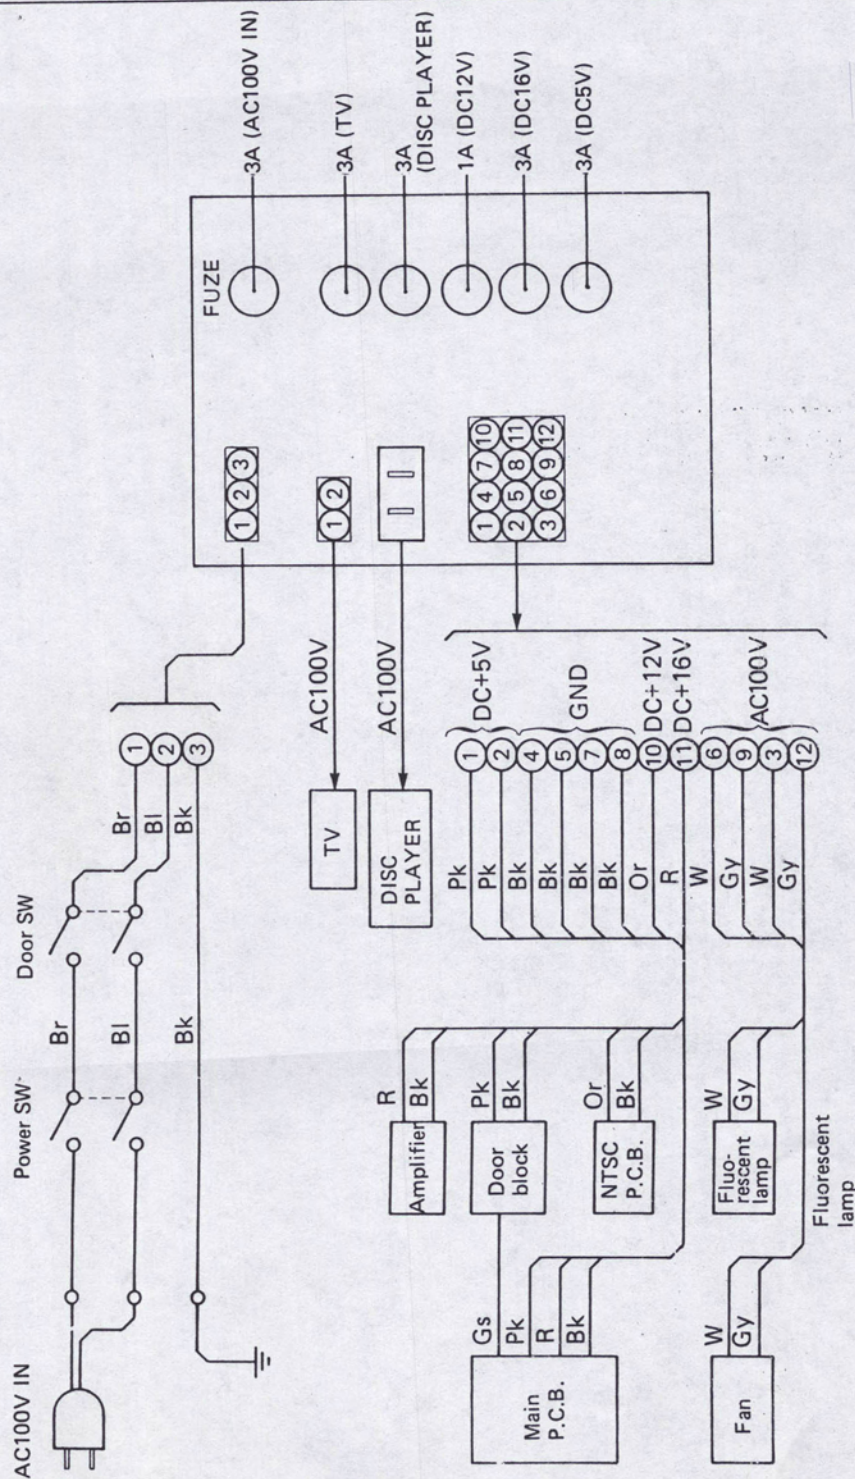 AC100V IN
Power SW
Door SW
Br
Br
Bl
Bl
Bk
Br
Bl
Bk
1
2
3
1 2 3
FUZE
3A (AC100V IN)
3A (TV)
3A
(DISC PLAYER)
1A (DC12V)
3A (DC16V)
3A (DC5V)
TV
AC100V
1 2
DISC
PLAYER
AC100V
1 4 7 10
2 5 8 11
3 6 9 12
Pk
Pk
Bk
Bk
Bk
Bk
Or
R
W
Gy
W
Gy
1
2
4
5
7
8
10
11
6
9
3
12
DC+5V
GND
DC+12V
DC+16V
AC100V
Amplifier
R
Bk
Door
block
Pk
Bk
NTSC
P.C.B.
Or
Bk
Fluo-
rescent
lamp
W
Gy
Main
P.C.B.
Gs
Pk
R
Bk
Fan
W
Gy
Fluorescent
lamp